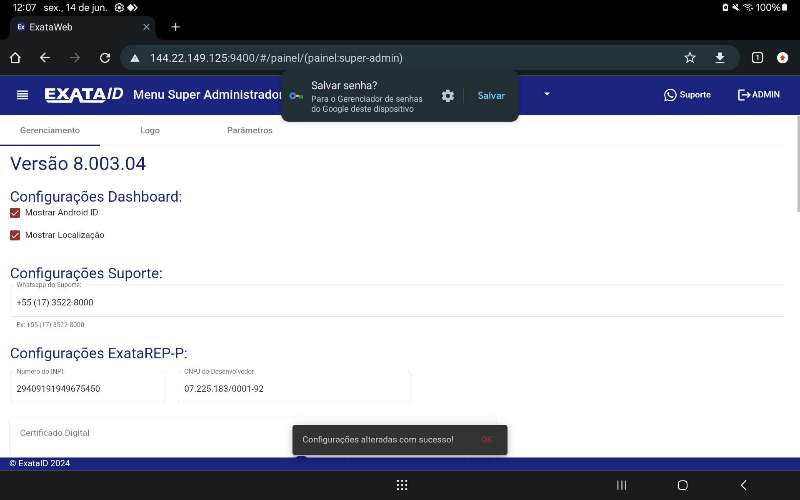 12:07 sex., 14 de jun.
100%
Ex ExataWeb
144.22.149.125:9400/#/painel/(painel:super-admin)
1
Salvar senha?
Para o Gerenciador de senhas
do Google deste dispositivo
Salvar
EXATAID Menu Super Administrador
Suporte
ADMIN
Gerenciamento Logo Parâmetros
Versão 8.003.04
Configurações Dashboard:
Mostrar Android ID
Mostrar Localização
Configurações Suporte:
Whatsapp do Suporte:
+55 (17) 3522-8000
Ex: +55 (17) 3522-8000
Configurações ExataREP-P:
Numero do INPI: CNPJ do Desenvolvedor:
29409191949675450 07.225.183/0001-92
Certificado Digital
Configurações alteradas com sucesso! OK
© ExataID 2024